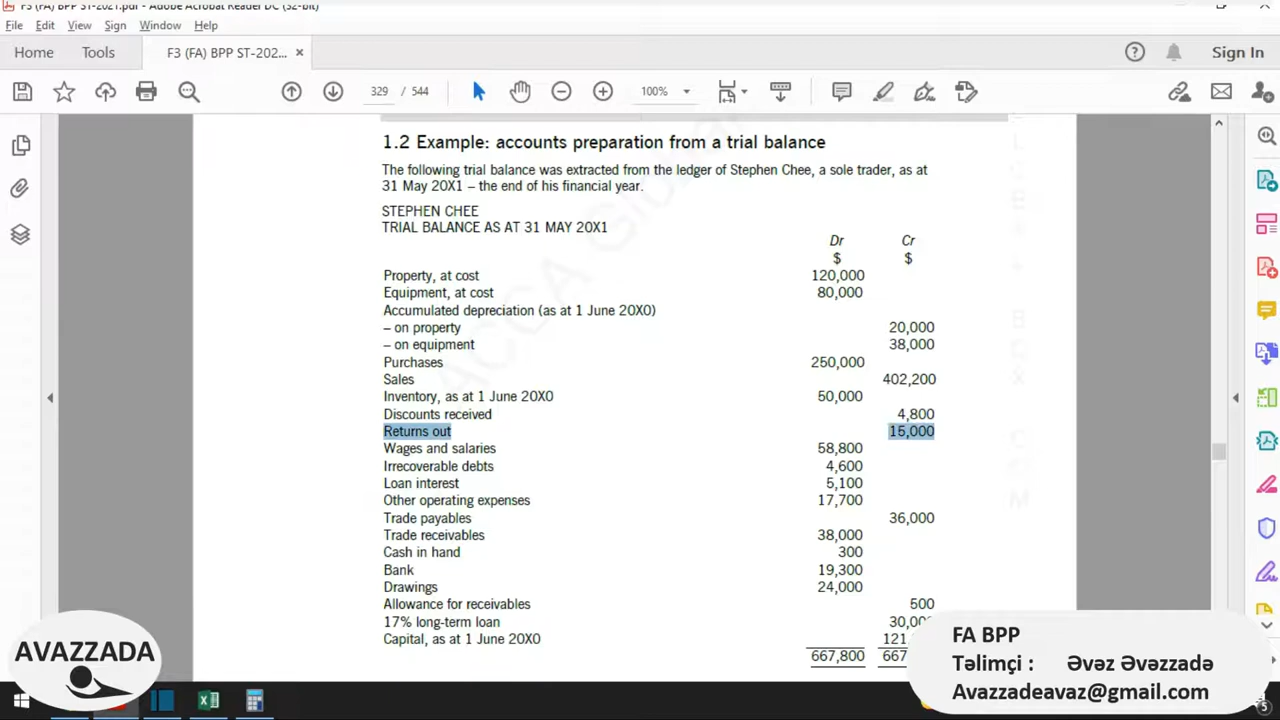 F3 (FA) BPP ST-2021.pdf - Adobe Acrobat Reader DC (32-bit)
File Edit View Sign Window Help
Home Tools F3 (FA) BPP ST-202... × Sign In
329 / 544 100%
1.2 Example: accounts preparation from a trial balance
The following trial balance was extracted from the ledger of Stephen Chee, a sole trader, as at
31 May 20X1 – the end of his financial year.
STEPHEN CHEE
TRIAL BALANCE AS AT 31 MAY 20X1
Dr Cr
$ $
Property, at cost 120,000
Equipment, at cost 80,000
Accumulated depreciation (as at 1 June 20X0)
– on property 20,000
– on equipment 38,000
Purchases 250,000
Sales 402,200
Inventory, as at 1 June 20X0 50,000
Discounts received 4,800
Returns out 15,000
Wages and salaries 58,800
Irrecoverable debts 4,600
Loan interest 5,100
Other operating expenses 17,700
Trade payables 36,000
Trade receivables 38,000
Cash in hand 300
Bank 19,300
Drawings 24,000
Allowance for receivables 500
17% long-term loan 30,000
Capital, as at 1 June 20X0 121,
667,800 667
AVAZZADA
FA BPP
Təlimçi : Əvəz Əvəzzadə
Avazzadeavaz@gmail.com